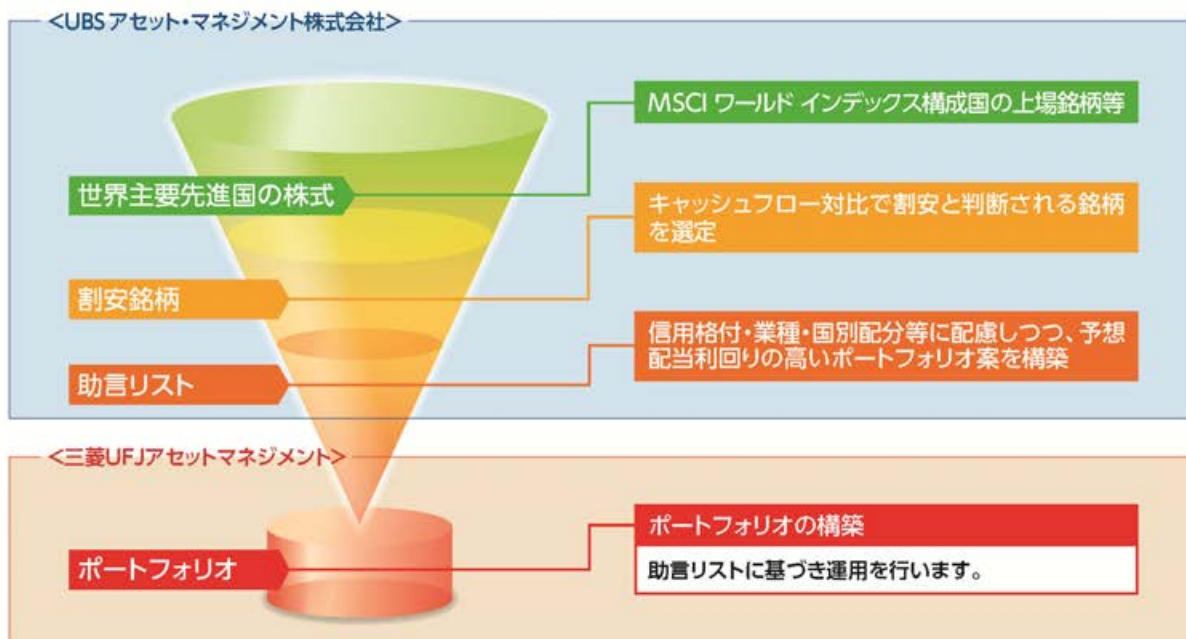 <UBSアセット・マネジメント株式会社>
MSCI ワールド インデックス構成国の上場銘柄等
世界主要先進国の株式
キャッシュフロー対比で割安と判断される銘柄
を選定
割安銘柄
信用格付・業種・国別配分等に配慮しつつ、予想
配当利回りの高いポートフォリオ案を構築
助言リスト
<三菱UFJアセットマネジメント>
ポートフォリオの構築
ポートフォリオ
助言リストに基づき運用を行います。